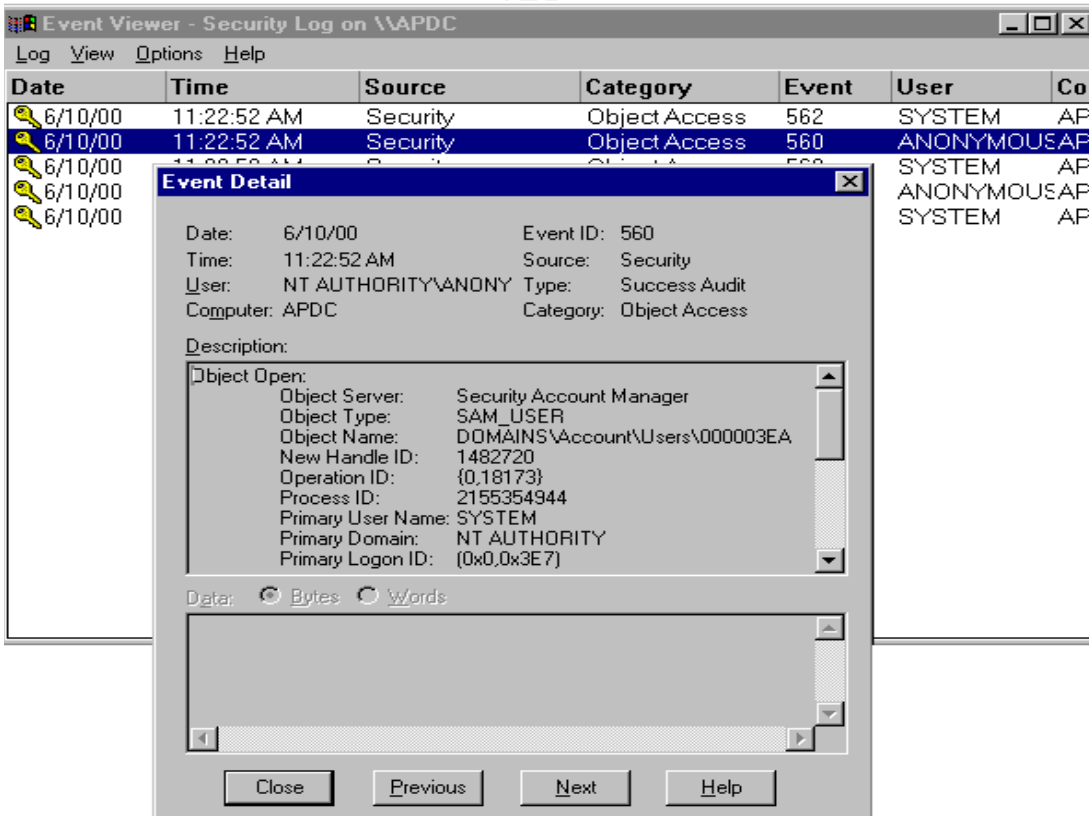 Event Viewer - Security Log on \\APDC
Log View Options Help
Date Time Source Category Event User Co
6/10/00 11:22:52 AM Security Object Access 562 SYSTEM AP
6/10/00 11:22:52 AM Security Object Access 560 ANONYMOUS AP
6/10/00 SYSTEM AP
6/10/00 ANONYMOUS AP
6/10/00 SYSTEM AP
Event Detail
Date: 6/10/00 Event ID: 560
Time: 11:22:52 AM Source: Security
User: NT AUTHORITY\ANONY Type: Success Audit
Computer: APDC Category: Object Access
Description:
Object Open:
Object Server: Security Account Manager
Object Type: SAM_USER
Object Name: DOMAINS\Account\Users\000003EA
New Handle ID: 1482720
Operation ID: {0,18173}
Process ID: 2155354944
Primary User Name: SYSTEM
Primary Domain: NT AUTHORITY
Primary Logon ID: (0x0,0x3E7)
Data: Bytes Words
Close Previous Next Help